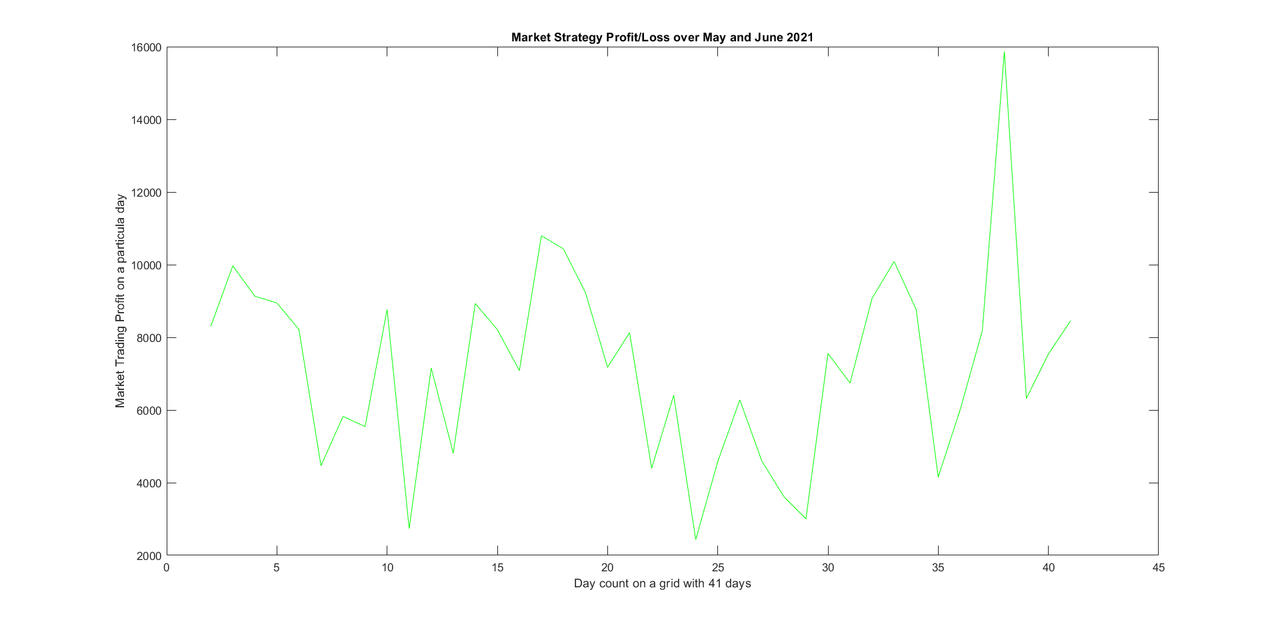 Market Strategy Profit/Loss over May and June 2021
16000
14000
12000
10000
8000
6000
4000
2000
Market Trading Profit on a particula day
0 5 10 15 20 25 30 35 40 45
Day count on a grid with 41 days